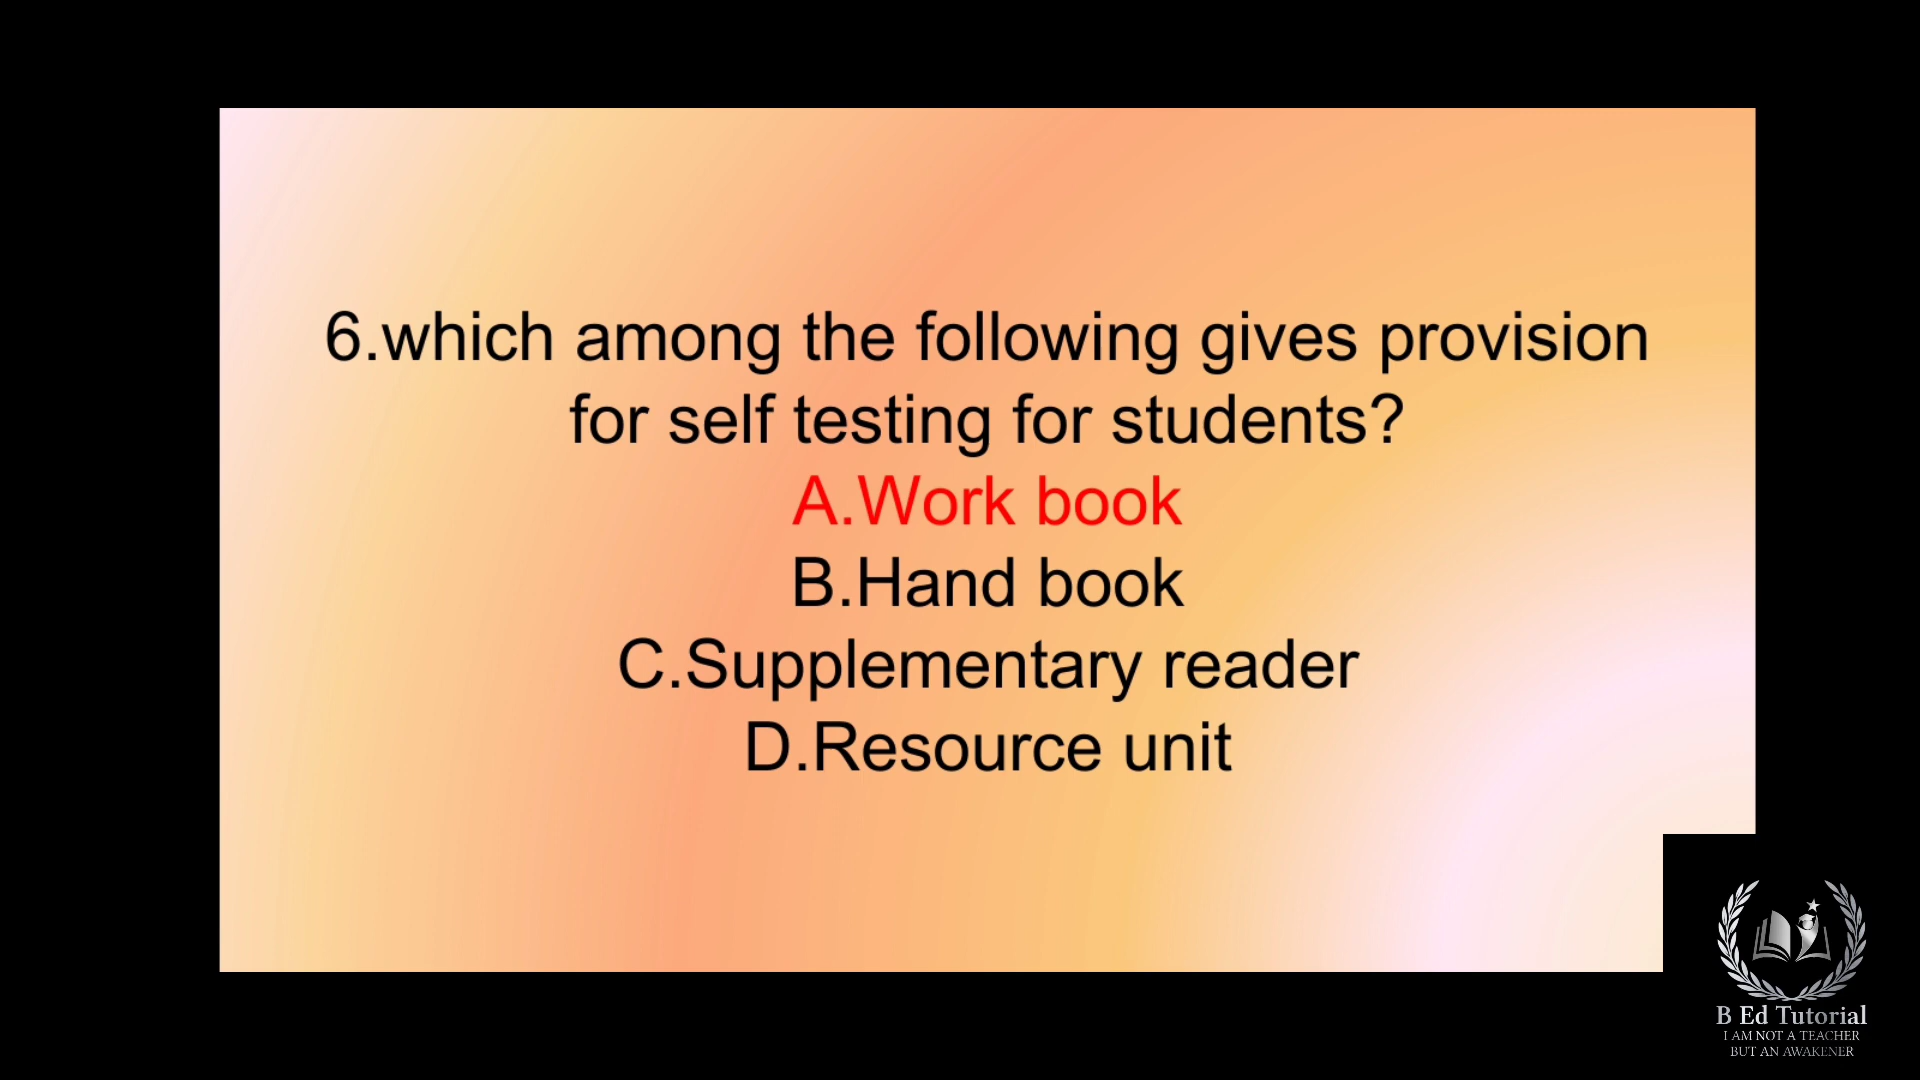 6.which among the following gives provision
for self testing for students?
A.Work book
B.Hand book
C.Supplementary reader
D.Resource unit
B Ed Tutorial
I AM NOT A TEACHER
BUT AN AWAKENER